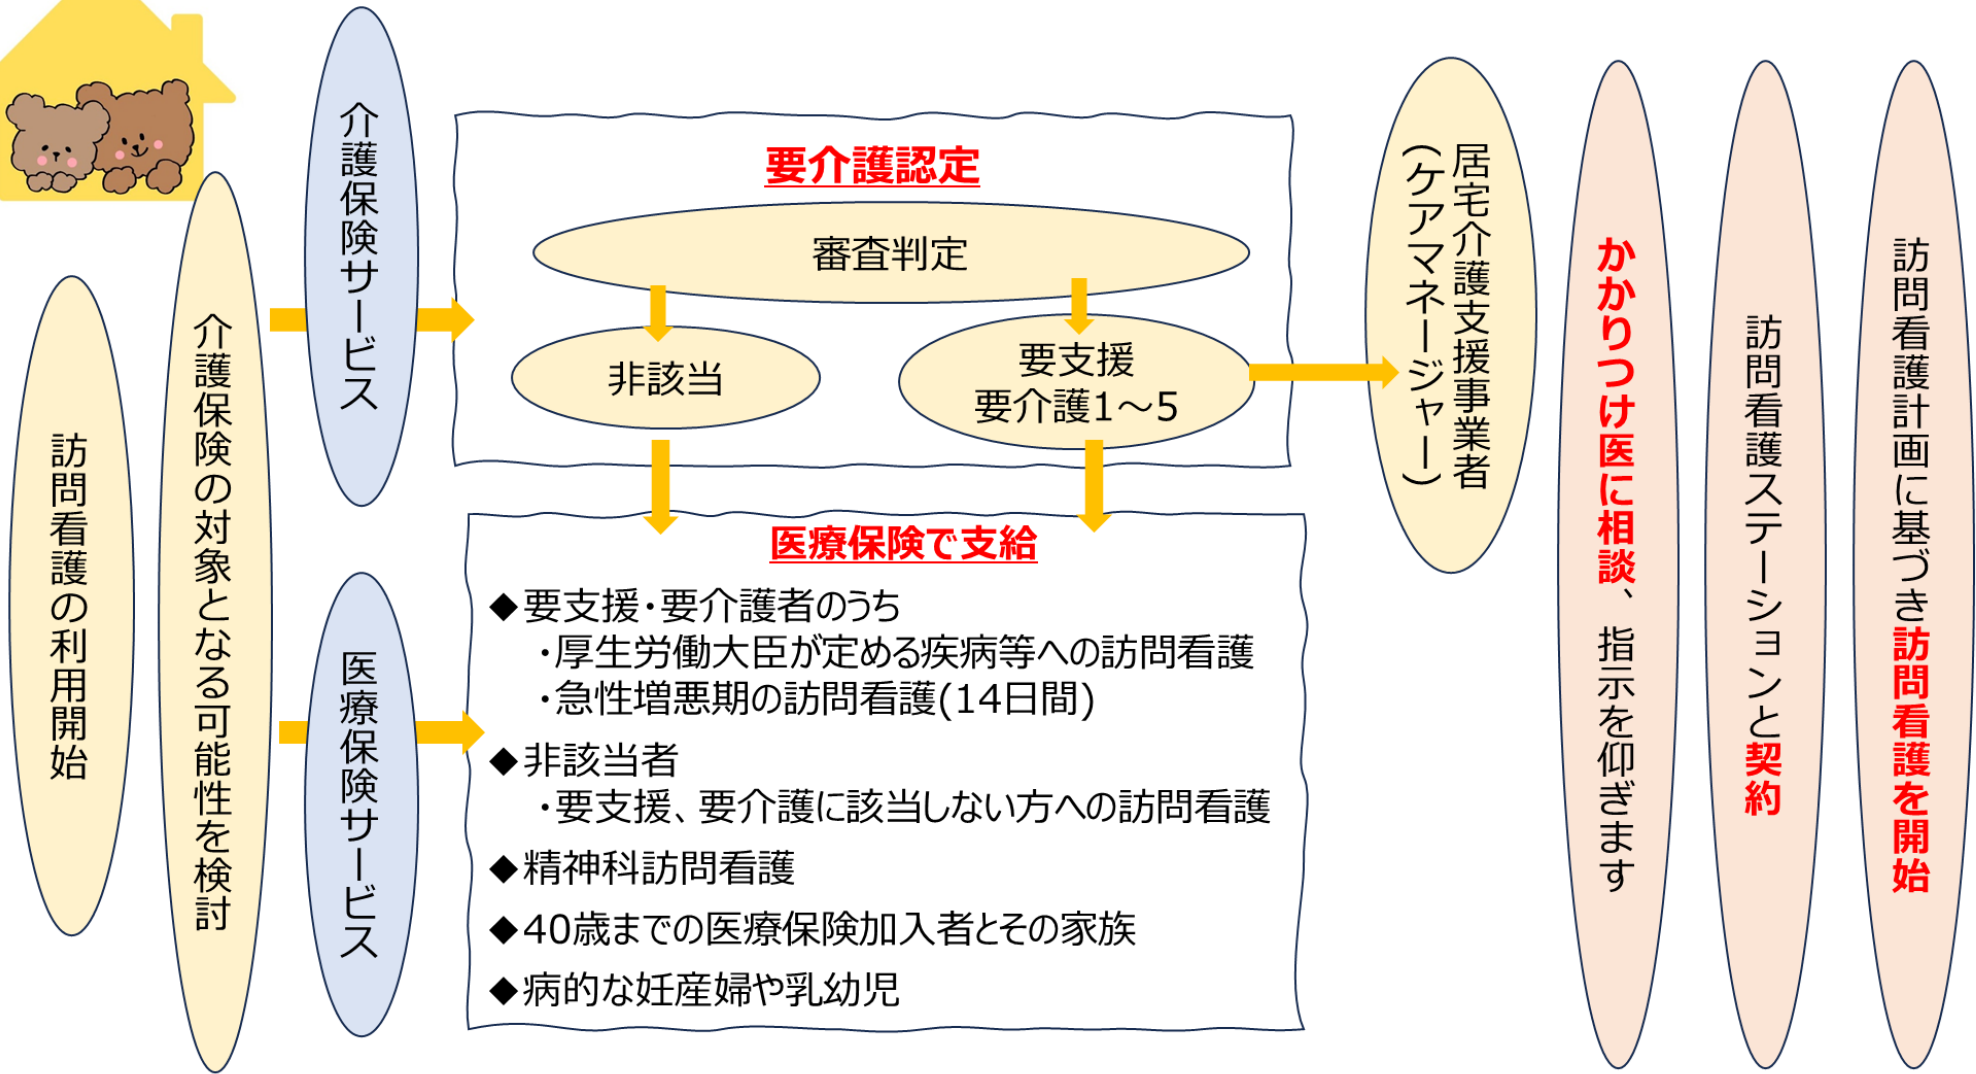 訪問看護の利用開始
介護保険の対象となる可能性を検討
介護保険サービス
要介護認定
審査判定
非該当
要支援
要介護1～5
居宅介護支援事業者
(ケアマネージャー)
医療保険サービス
医療保険で支給
◆要支援・要介護者のうち
・厚生労働大臣が定める疾病等への訪問看護
・急性増悪期の訪問看護(14日間)
◆非該当者
・要支援、要介護に該当しない方への訪問看護
◆精神科訪問看護
◆40歳までの医療保険加入者とその家族
◆病的な妊産婦や乳幼児
かかりつけ医に相談、指示を仰ぎます
訪問看護ステーションと契約
訪問看護計画に基づき訪問看護を開始